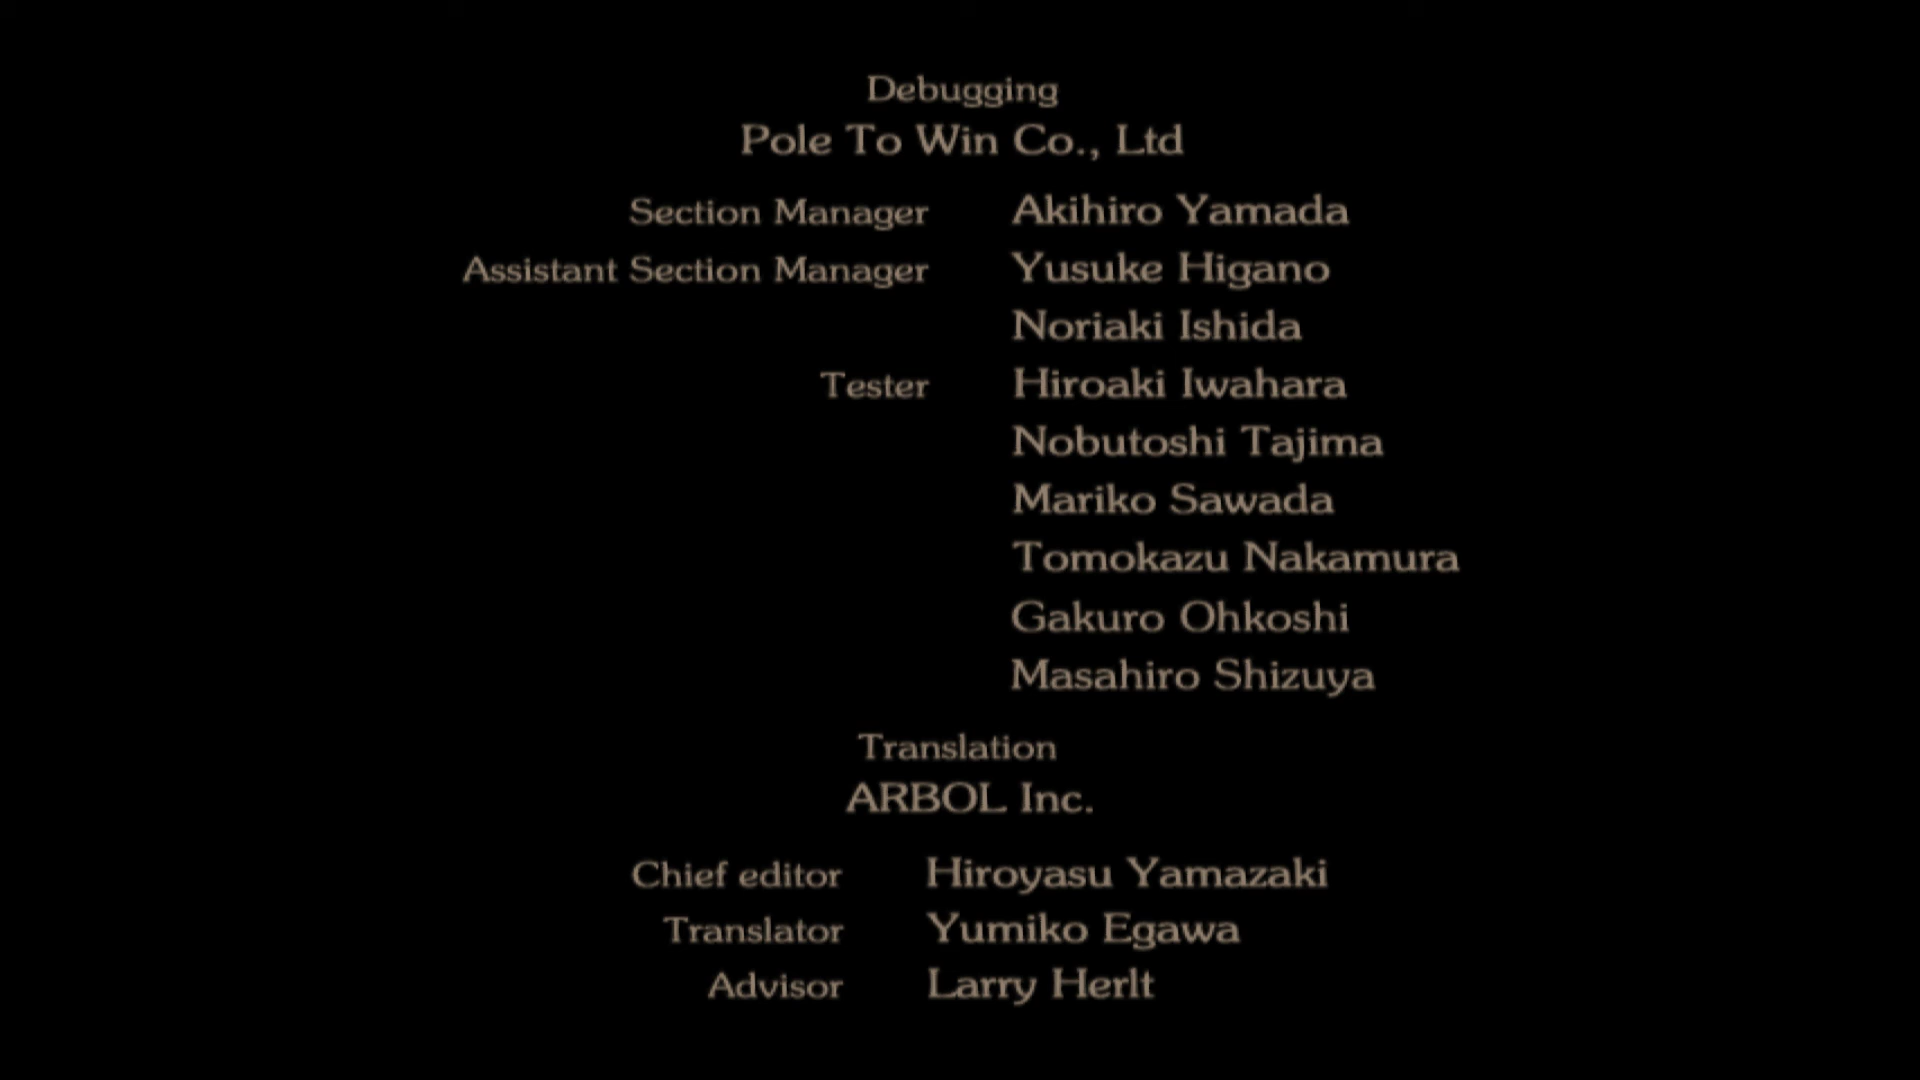 Debugging
Pole To Win Co., Ltd
Section Manager Akihiro Yamada
Assistant Section Manager Yusuke Higano
Noriaki Ishida
Tester Hiroaki Iwahara
Nobutoshi Tajima
Mariko Sawada
Tomokazu Nakamura
Gakuro Ohkoshi
Masahiro Shizuya
Translation
ARBOL Inc.
Chief editor Hiroyasu Yamazaki
Translator Yumiko Egawa
Advisor Larry Herlt